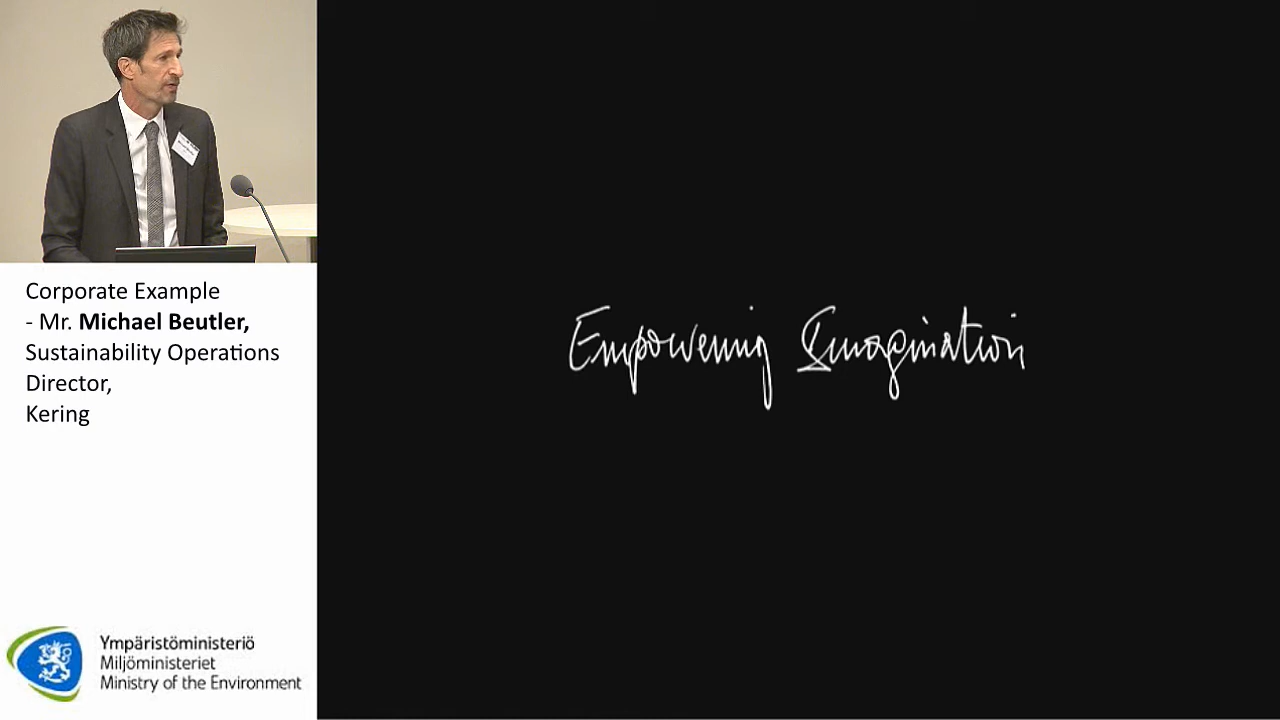 Corporate Example
- Mr. Michael Beutler,
Sustainability Operations
Director,
Kering
Ympäristöministeriö
Miljöministeriet
Ministry of the Environment
Empowering Imagination